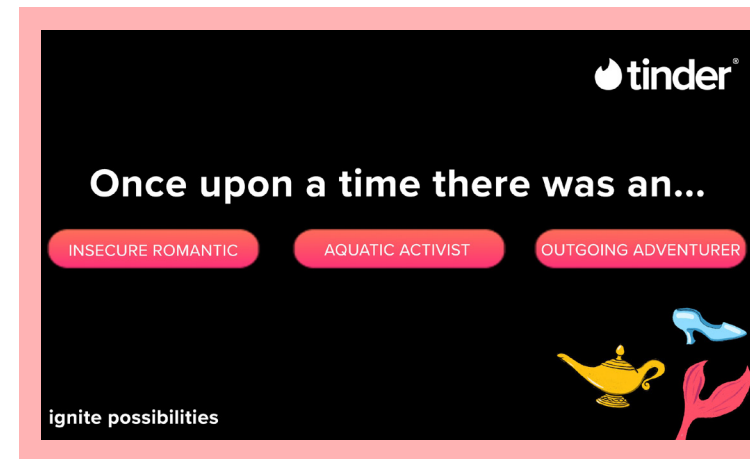 tinder®
Once upon a time there was an...
INSECURE ROMANTIC
AQUATIC ACTIVIST
OUTGOING ADVENTURER
ignite possibilities